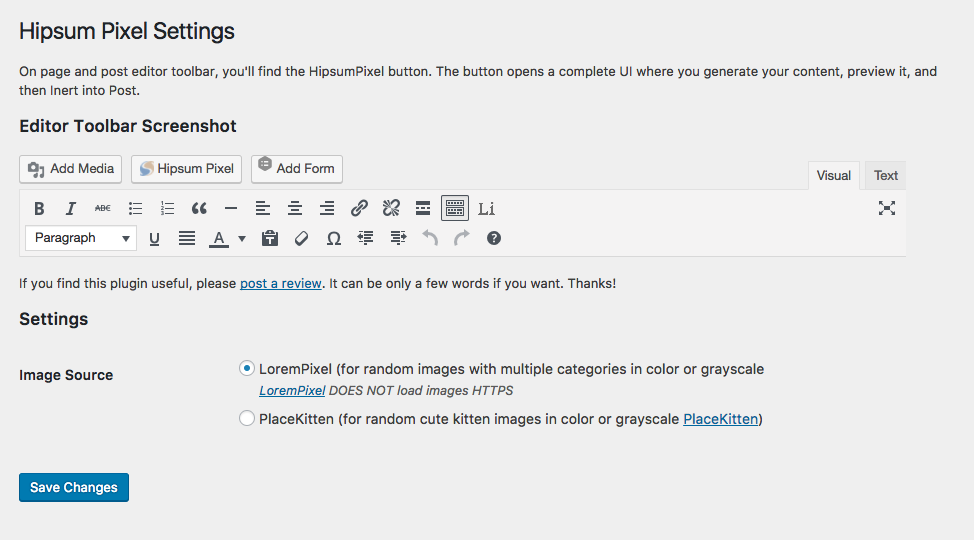 Hipsum Pixel Settings
On page and post editor toolbar, you'll find the HipsumPixel button. The button opens a complete UI where you generate your content, preview it, and
then Inert into Post.
Editor Toolbar Screenshot
Add Media Hipsum Pixel Add Form
Visual Text
B I ABC Li
Paragraph U A Ω ?
If you find this plugin useful, please post a review. It can be only a few words if you want. Thanks!
Settings
Image Source
LoremPixel (for random images with multiple categories in color or grayscale
LoremPixel DOES NOT load images HTTPS
PlaceKitten (for random cute kitten images in color or grayscale PlaceKitten)
Save Changes